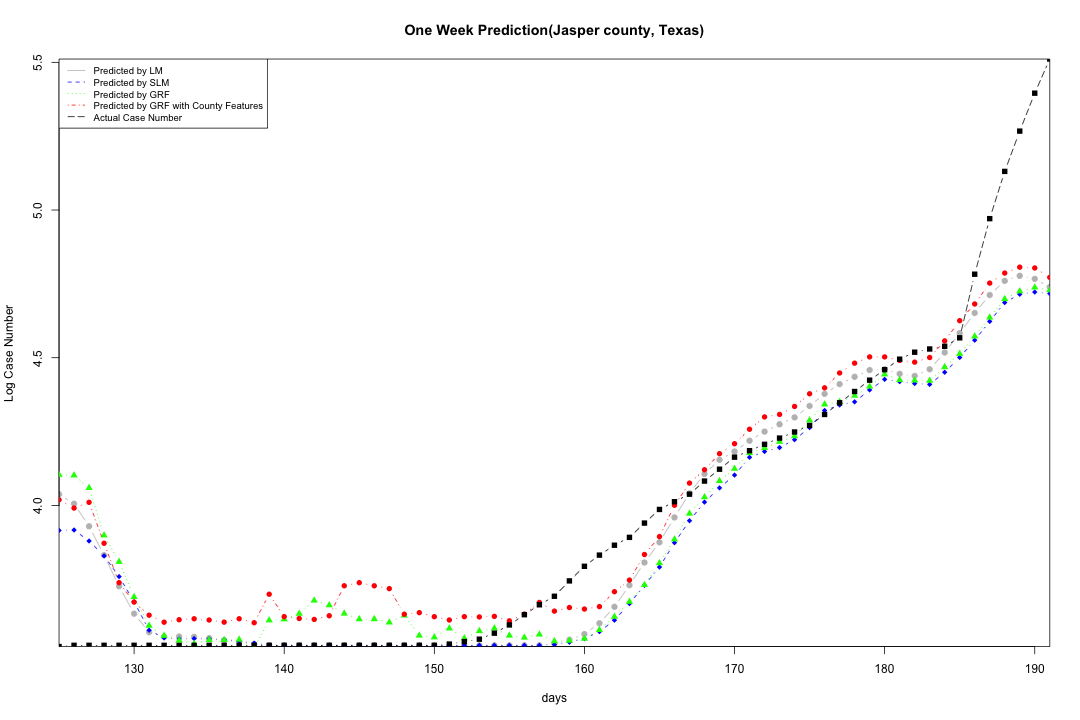 One Week Prediction(Jasper county, Texas)
5.5
5.0
4.5
4.0
Log Case Number
Predicted by LM
Predicted by SLM
Predicted by GRF
Predicted by GRF with County Features
Actual Case Number
130 140 150 160 170 180 190
days